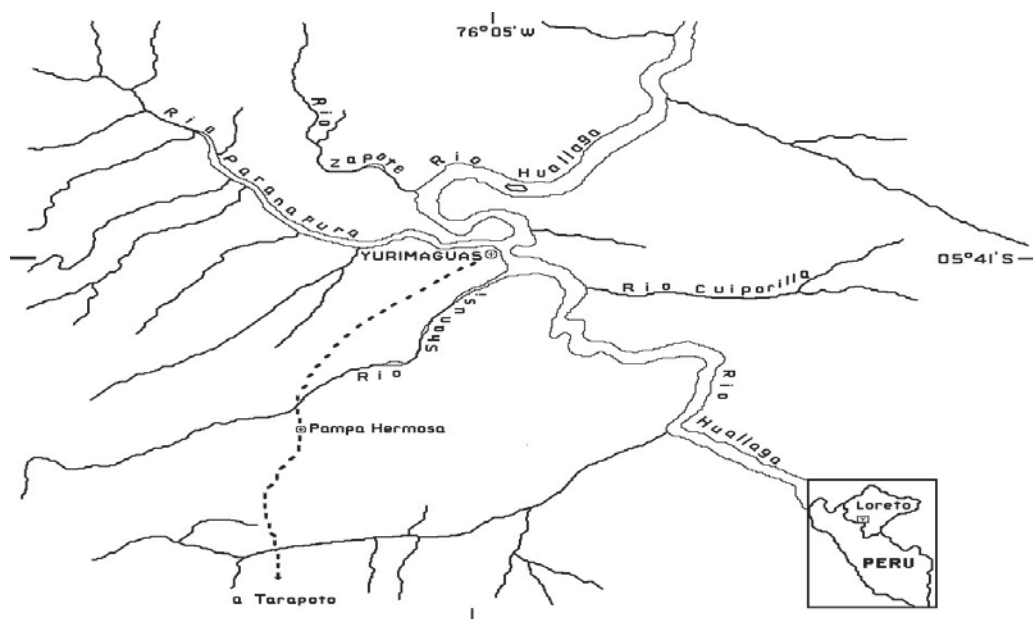 76°05'W
Rio
Zapote
Rio Huallaga
Rio Paranapura
YURIMAGUAS
05°41'S
Rio Cuiparilla
Rio Shanusi
Rio Huallaga
Pampa Hermosa
a Tarapoto
Loreto
Y
PERU